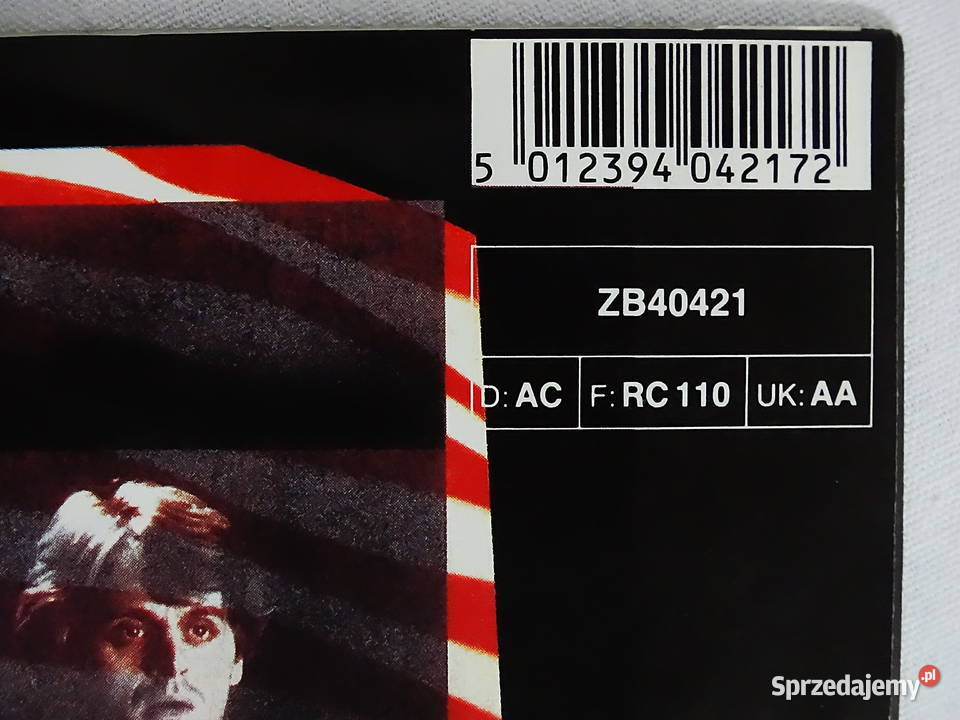 5 012394 042172
ZB40421
D: AC F: RC 110 UK: AA
Sprzedajemy.pl